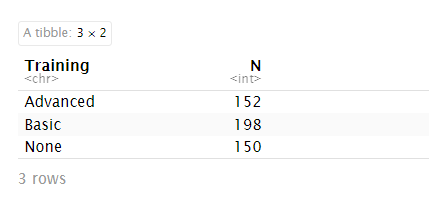 A tibble: 3 × 2
Training N
<chr> <int>
Advanced 152
Basic 198
None 150
3 rows